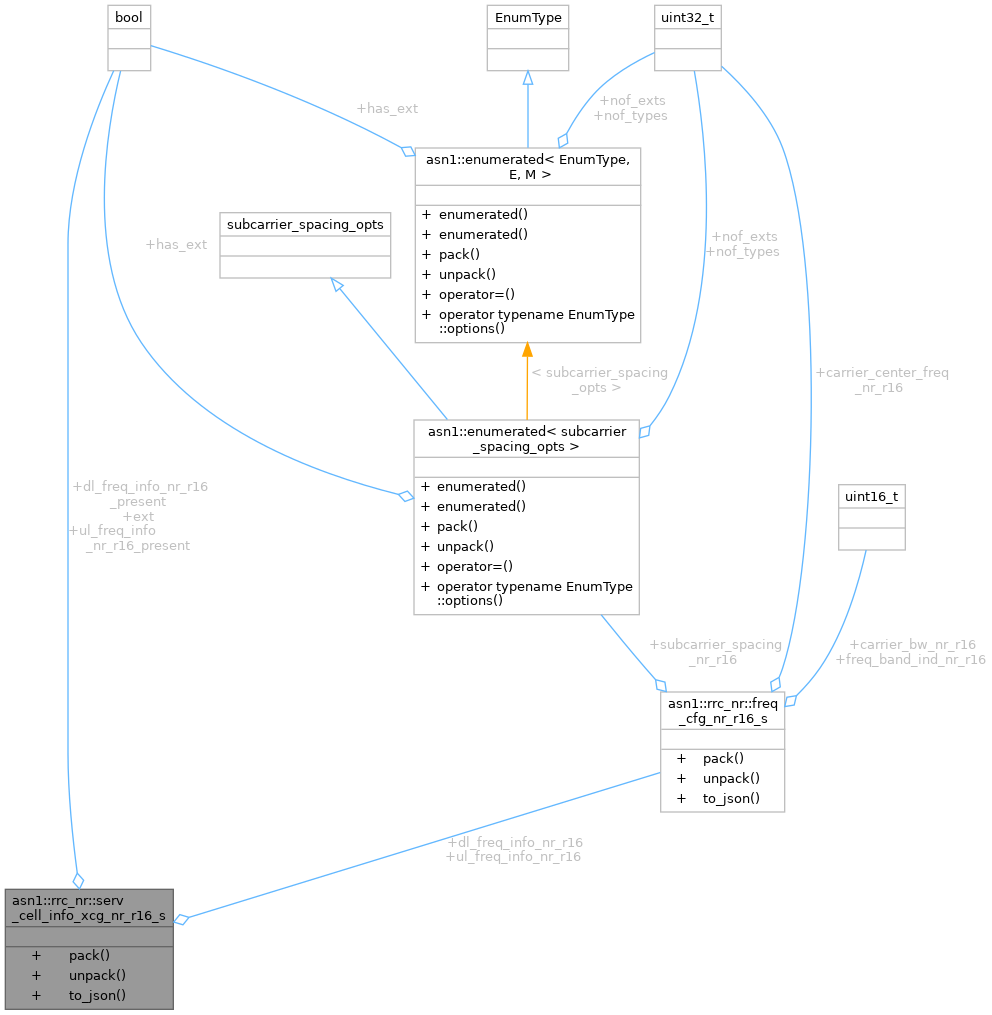 bool
EnumType
uint32_t
+has_ext
+nof_exts
+nof_types
asn1::enumerated< EnumType,
E, M >
+ enumerated()
+ enumerated()
+ pack()
+ unpack()
+ operator=()
+ operator typename EnumType
::options()
subcarrier_spacing_opts
+has_ext
+nof_exts
+nof_types
< subcarrier_spacing
_opts >
+carrier_center_freq
_nr_r16
asn1::enumerated< subcarrier
_spacing_opts >
+ enumerated()
+ enumerated()
+ pack()
+ unpack()
+ operator=()
+ operator typename EnumType
::options()
uint16_t
+dl_freq_info_nr_r16
_present
+ext
+ul_freq_info
_nr_r16_present
+subcarrier_spacing
_nr_r16
+carrier_bw_nr_r16
+freq_band_ind_nr_r16
asn1::rrc_nr::freq
_cfg_nr_r16_s
+ pack()
+ unpack()
+ to_json()
+dl_freq_info_nr_r16
+ul_freq_info_nr_r16
asn1::rrc_nr::serv
_cell_info_xcg_nr_r16_s
+ pack()
+ unpack()
+ to_json()